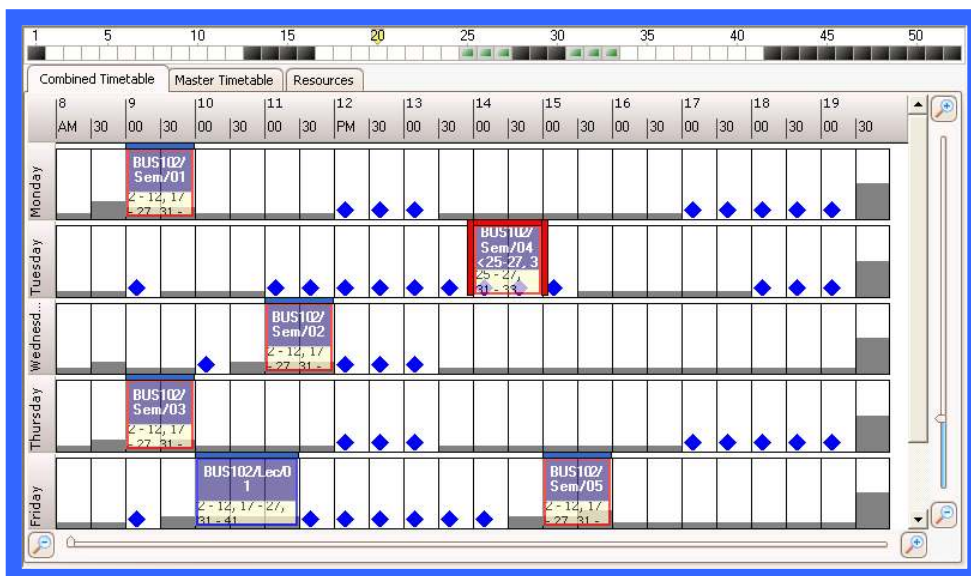 1 5 10 15 20 25 30 35 40 45 50
Combined Timetable Master Timetable Resources
8 9 10 11 12 13 14 15 16 17 18 19
AM 30 00 30 00 30 00 30 PM 30 00 30 00 30 00 30 00 30 00 30 00 30 00 30
Monday
BUS102/
Sem/01
2 - 12, 17
- 27, 31 -
Tuesday
BUS102/
Sem/04
<25-27, 3
25 - 27,
31 - 33
Wednesd...
BUS102/
Sem/02
2 - 12, 17
- 27, 31 -
Thursday
BUS102/
Sem/03
2 - 12, 17
- 27, 31 -
Friday
BUS102/Lec/0
1
2 - 12, 17 - 27,
31 - 41
BUS102/
Sem/05
2 - 12, 17
- 27, 31 -